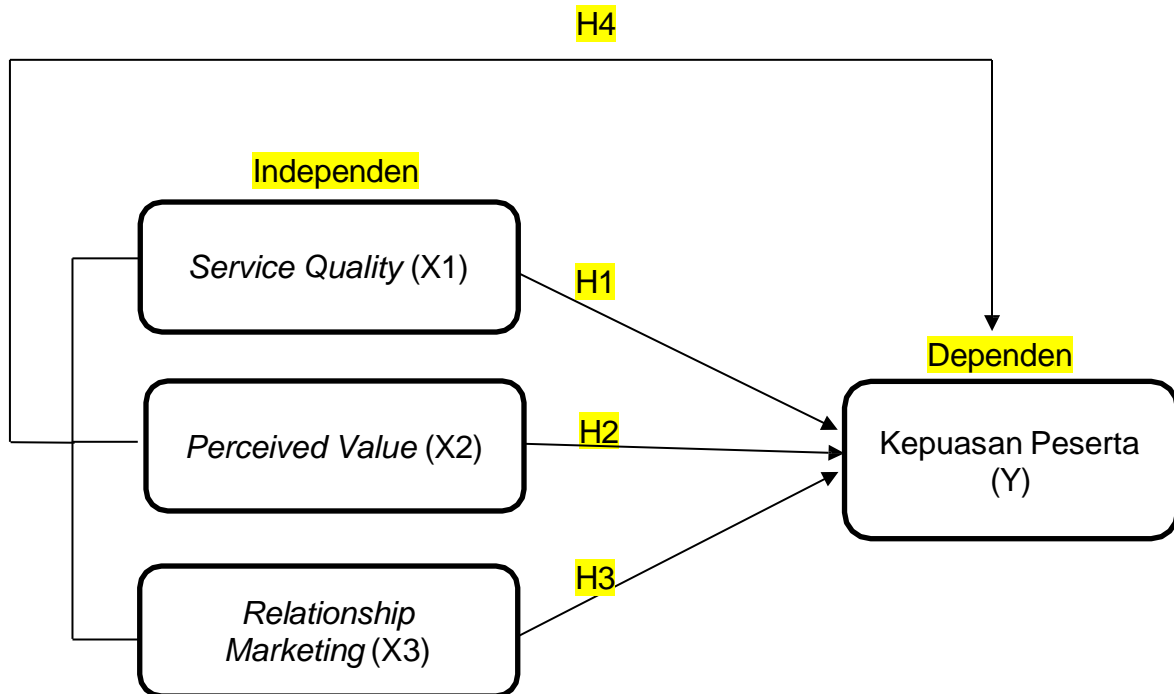 H4
Independen
Service Quality (X1)
H1
Dependen
Perceived Value (X2)
H2
Kepuasan Peserta
(Y)
H3
Relationship
Marketing (X3)